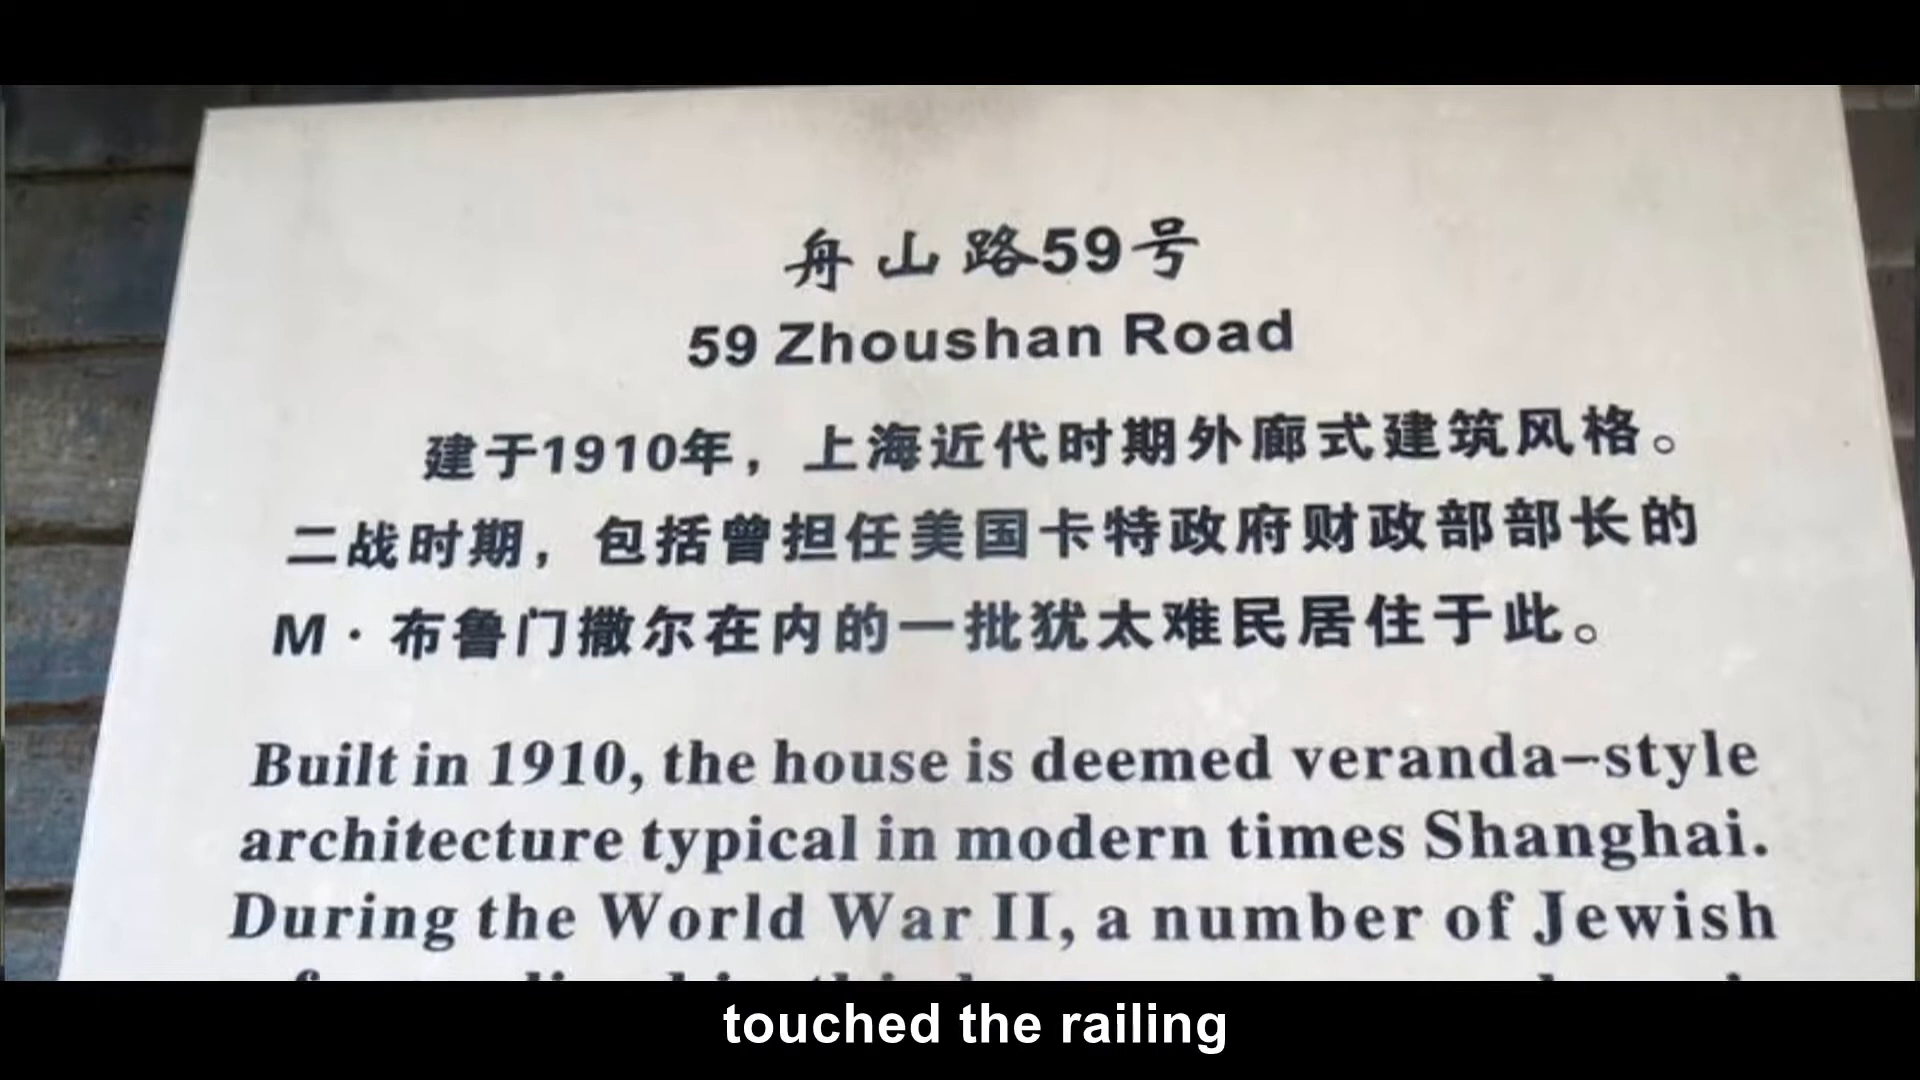 舟山路59号
59 Zhoushan Road
建于1910年，上海近代时期外廊式建筑风格。
二战时期，包括曾担任美国卡特政府财政部部长的
M·布鲁门撒尔在内的一批犹太难民居住于此。
Built in 1910, the house is deemed veranda-style
architecture typical in modern times Shanghai.
During the World War II, a number of Jewish
touched the railing